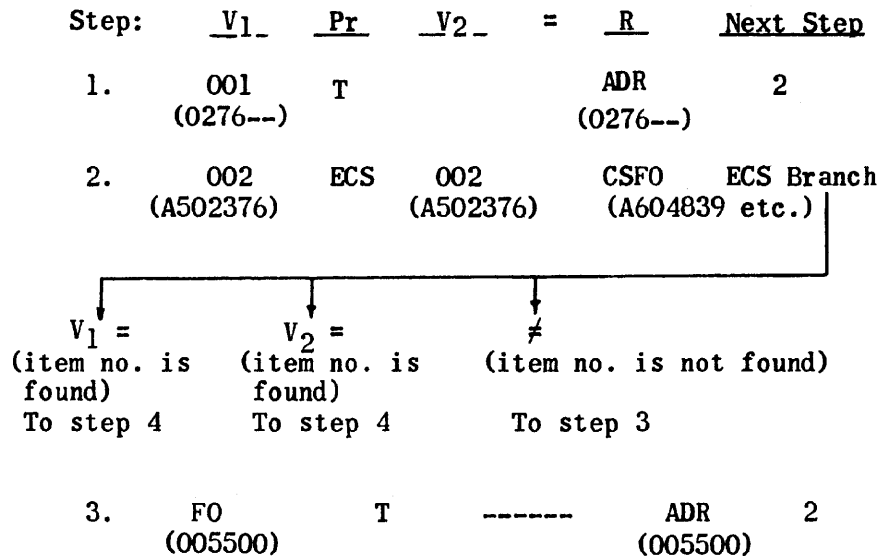 Step: V1 Pr V2 = R Next Step
1. 001 T ADR 2
(0276--) (0276--)
2. 002 ECS 002 CSFO ECS Branch
(A502376) (A502376) (A604839 etc.)
V1 = V2 = ≠
(item no. is (item no. is (item no. is not found)
found) found)
To step 4 To step 4 To step 3
3. FO T ------ ADR 2
(005500) (005500)